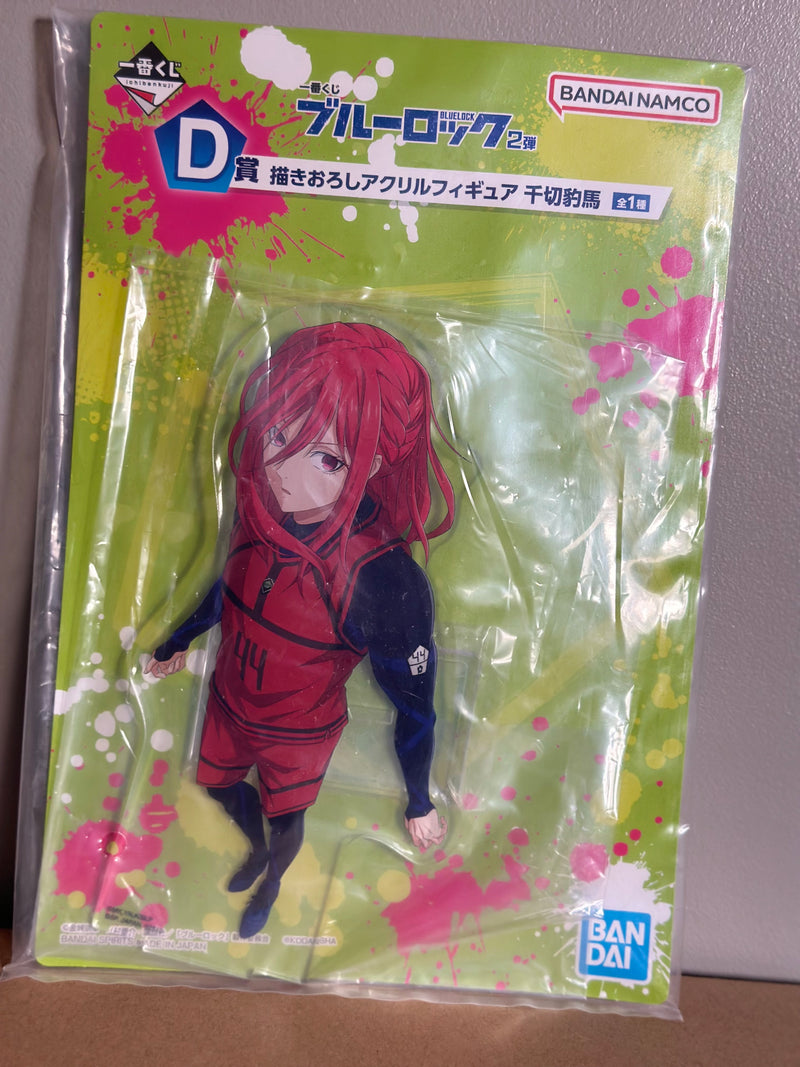 一番くじ
ichibankuji
一番くじ
ブルーロック
BLUELOCK
2弾
BANDAI NAMCO
D賞 描きおろしアクリルフィギュア 千切豹馬 全1種
44
44
BANDAI SPIRITS MADE IN JAPAN
©KODANSHA
BAN
DAI